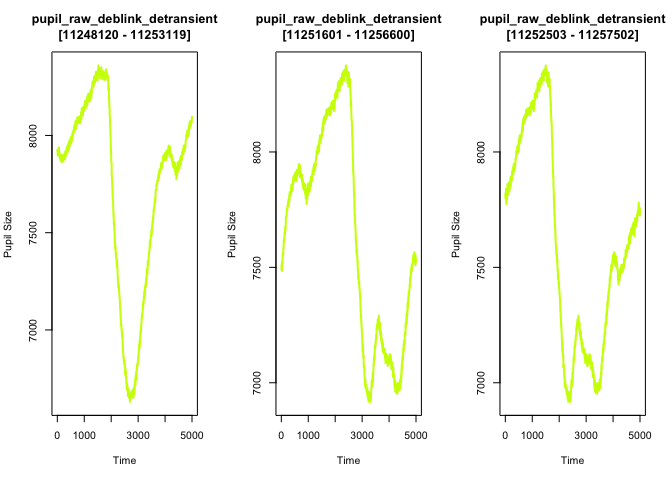 pupil_raw_deblink_detransient
[11248120 - 11253119]
Pupil Size
8000
7500
7000
0
1000
3000
5000
Time
pupil_raw_deblink_detransient
[11251601 - 11256600]
Pupil Size
8000
7500
7000
0
1000
3000
5000
Time
pupil_raw_deblink_detransient
[11252503 - 11257502]
Pupil Size
8000
7500
7000
0
1000
3000
5000
Time